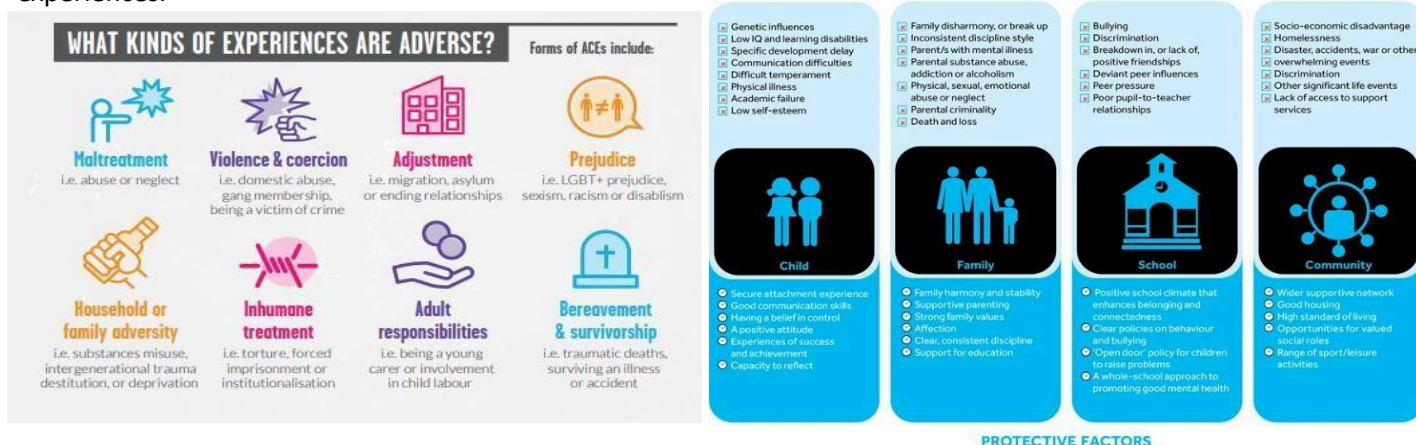 experiences.
WHAT KINDS OF EXPERIENCES ARE ADVERSE?
Forms of ACEs include:
Maltreatment
i.e. abuse or neglect
Violence & coercion
i.e. domestic abuse,
gang membership,
being a victim of crime
Adjustment
i.e. migration, asylum
or ending relationships
Prejudice
i.e. LGBT+ prejudice,
sexism, racism or disablism
Household or
family adversity
i.e. substances misuse,
intergenerational trauma
destitution, or deprivation
Inhumane
treatment
i.e. torture, forced
imprisonment or
institutionalisation
Adult
responsibilities
i.e. being a young
carer or involvement
in child labour
Bereavement
& survivorship
i.e. traumatic deaths,
surviving an illness
or accident
Genetic influences
Low IQ and learning disabilities
Specific development delay
Communication difficulties
Difficult temperament
Physical illness
Academic failure
Low self-esteem
Child
Secure attachment experience
Good communication skills
Having a belief in control
A positive attitude
Experiences of success
and achievement
Capacity to reflect
Family disharmony, or break up
Inconsistent discipline style
Parent/s with mental illness
Parental substance abuse,
addiction or alcoholism
Physical, sexual, emotional
abuse or neglect
Parental criminality
Death and loss
Family
Family harmony and stability
Supportive parenting
Strong family values
Affection
Clear, consistent discipline
Support for education
Bullying
Discrimination
Breakdown in, or lack of,
positive friendships
Deviant peer influences
Peer pressure
Poor pupil-to-teacher
relationships
School
Positive school climate that
enhances belonging and
connectedness
Clear policies on behaviour
and bullying
'Open door' policy for children
to raise problems
A whole-school approach to
promoting good mental health
Socio-economic disadvantage
Homelessness
Disaster, accidents, war or other
overwhelming events
Discrimination
Other significant life events
Lack of access to support
services
Community
Wider supportive network
Good housing
High standard of living
Opportunities for valued
social roles
Range of sport/leisure
activities
PROTECTIVE FACTORS